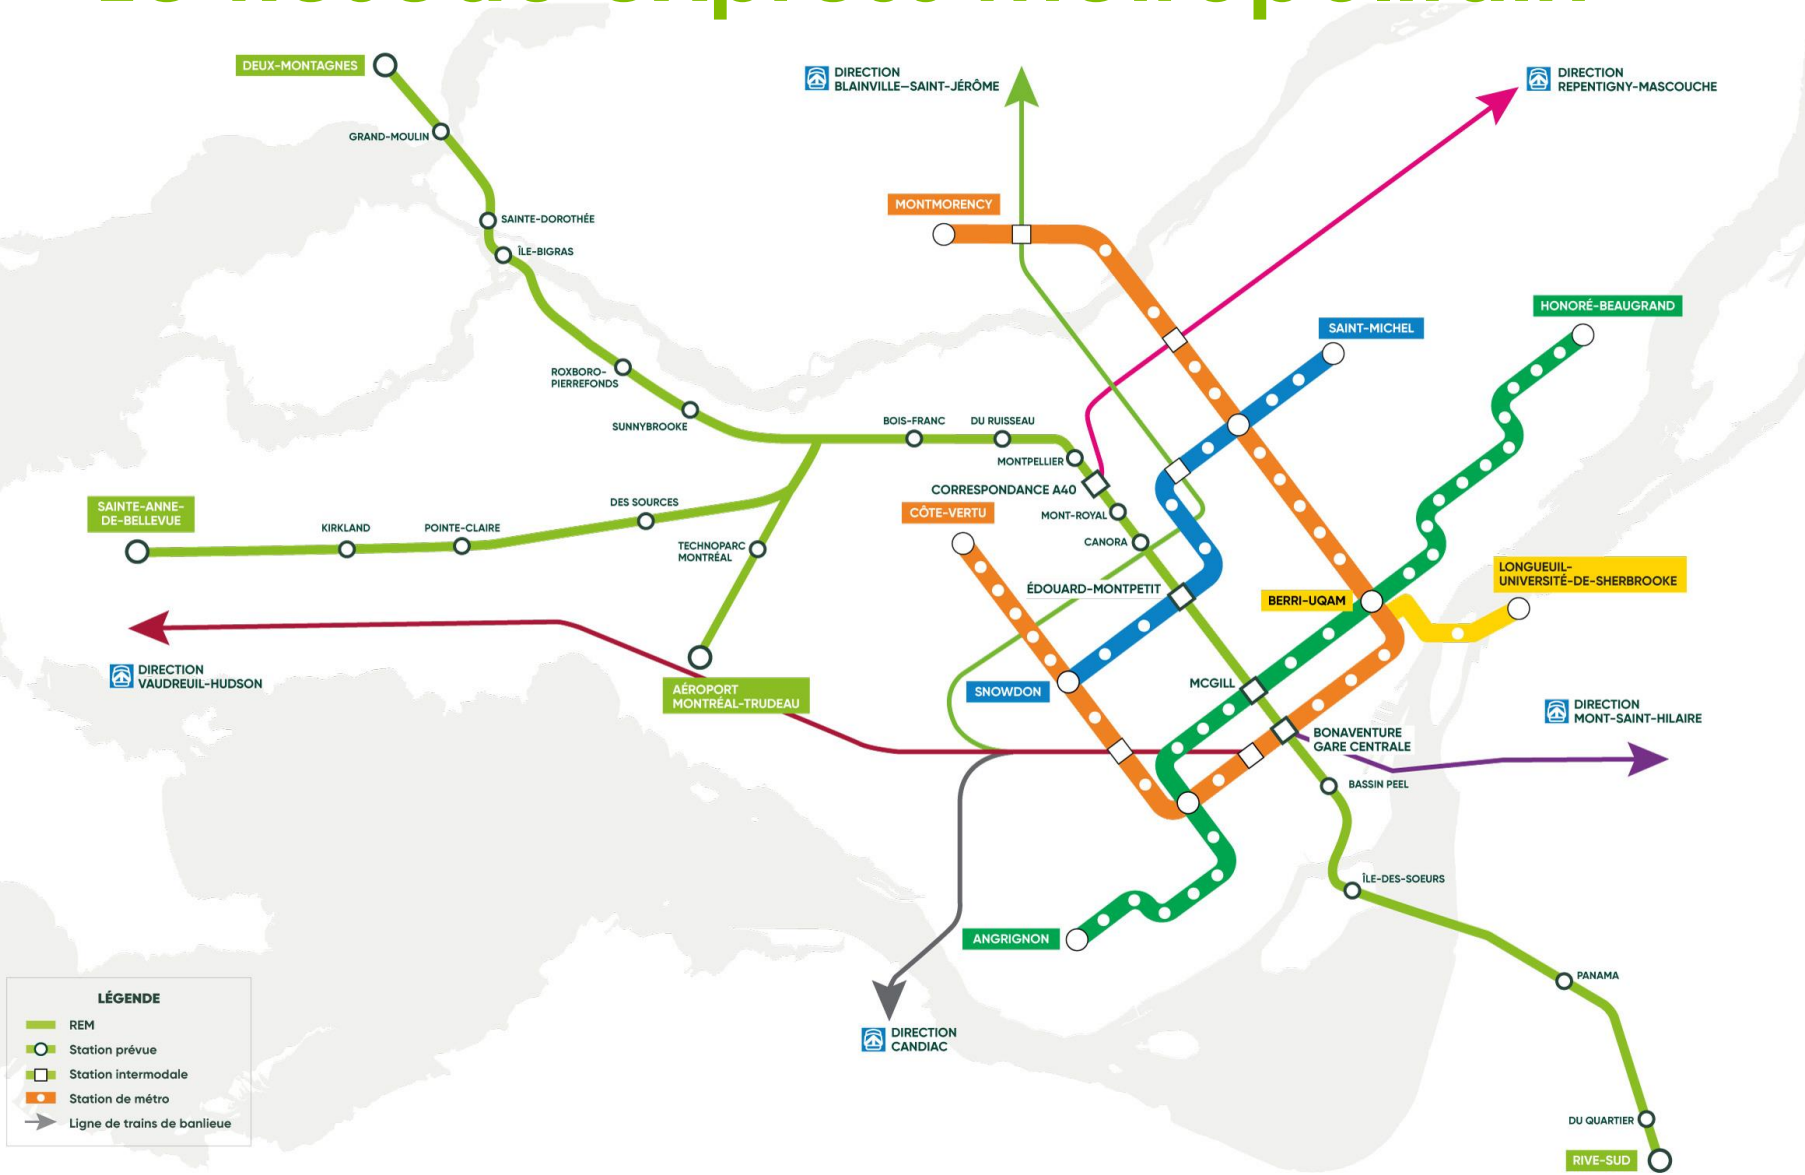 Le Réseau express métropolitain
DEUX-MONTAGNES
GRAND-MOULIN
SAINTE-DOROTHÉE
ÎLE-BIGRAS
ROXBORO-
PIERREFONDS
SUNNYBROOKE
BOIS-FRANC
DU RUISSEAU
MONTPELLIER
CORRESPONDANCE A40
MONT-ROYAL
CANORA
ÉDOUARD-MONTPETIT
MCGILL
BONAVENTURE
GARE CENTRALE
BASSIN PEEL
ÎLE-DES-SOEURS
PANAMA
DU QUARTIER
RIVE-SUD
SAINTE-ANNE-
DE-BELLEVUE
KIRKLAND
POINTE-CLAIRE
DES SOURCES
TECHNOPARC
MONTRÉAL
AÉROPORT
MONTRÉAL-TRUDEAU
DIRECTION
BLAINVILLE–SAINT-JÉRÔME
DIRECTION
REPENTIGNY-MASCOUCHE
MONTMORENCY
SAINT-MICHEL
HONORÉ-BEAUGRAND
CÔTE-VERTU
LONGUEUIL-
UNIVERSITÉ-DE-SHERBROOKE
BERRI-UQAM
SNOWDON
DIRECTION
VAUDREUIL-HUDSON
DIRECTION
MONT-SAINT-HILAIRE
ANGRIGNON
DIRECTION
CANDIAC
LÉGENDE
REM
Station prévue
Station intermodale
Station de métro
Ligne de trains de banlieue